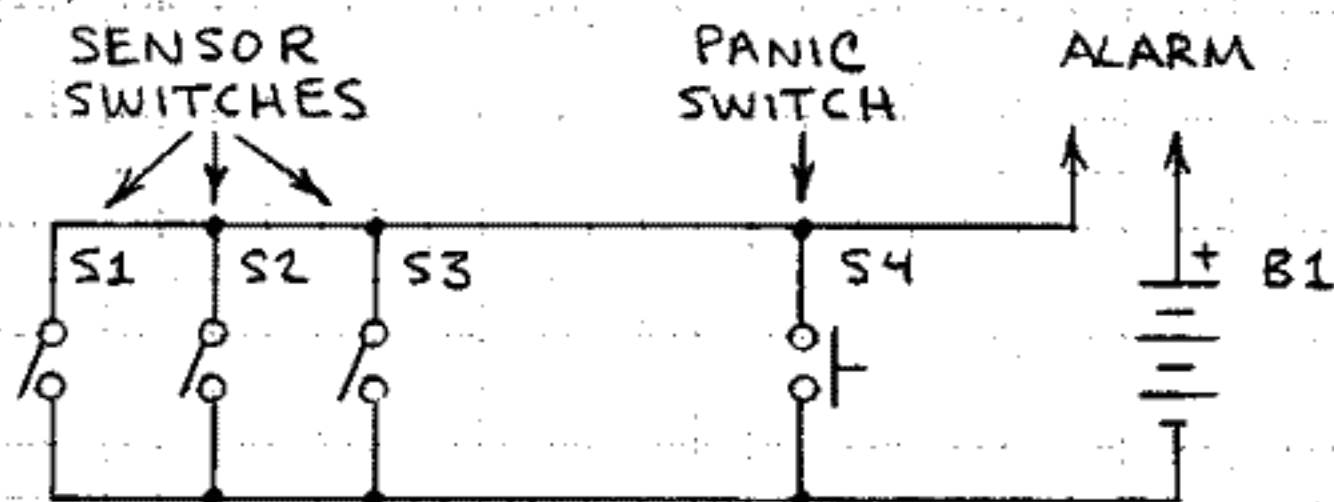 SENSOR
SWITCHES
PANIC
SWITCH
ALARM
S1
S2
S3
S4
+
B1